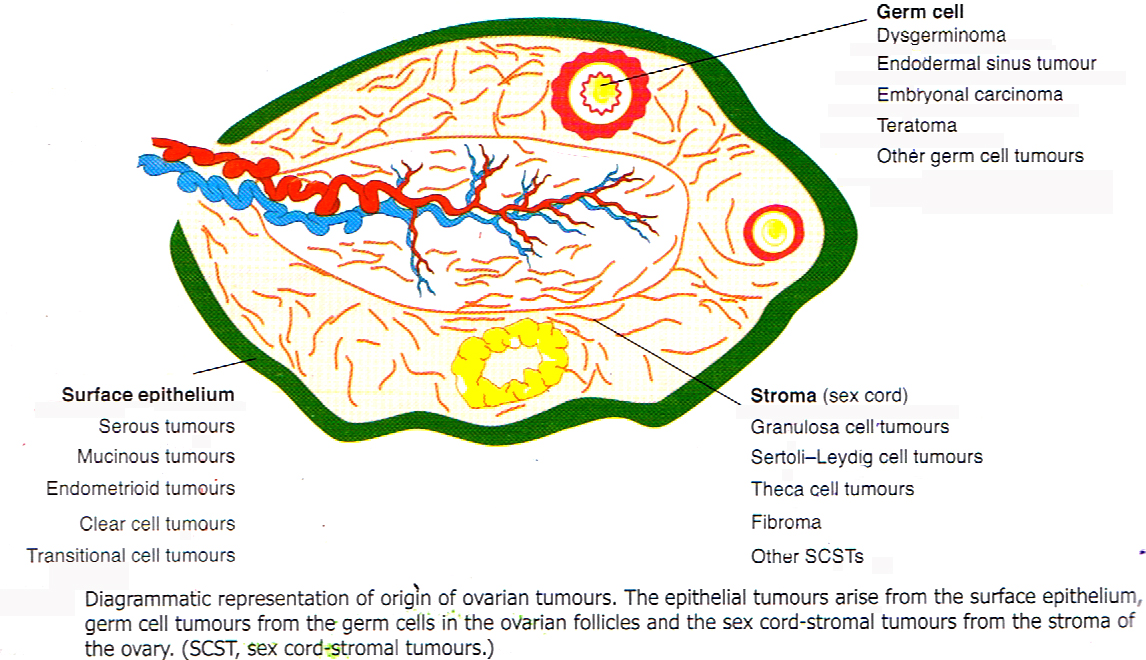 Germ cell
Dysgerminoma
Endodermal sinus tumour
Embryonal carcinoma
Teratoma
Other germ cell tumours
Surface epithelium
Serous tumours
Mucinous tumours
Endometrioid tumours
Clear cell tumours
Transitional cell tumours
Stroma (sex cord)
Granulosa cell tumours
Sertoli–Leydig cell tumours
Theca cell tumours
Fibroma
Other SCSTs
Diagrammatic representation of origin of ovarian tumours. The epithelial tumours arise from the surface epithelium,
germ cell tumours from the germ cells in the ovarian follicles and the sex cord-stromal tumours from the stroma of
the ovary. (SCST, sex cord-stromal tumours.)